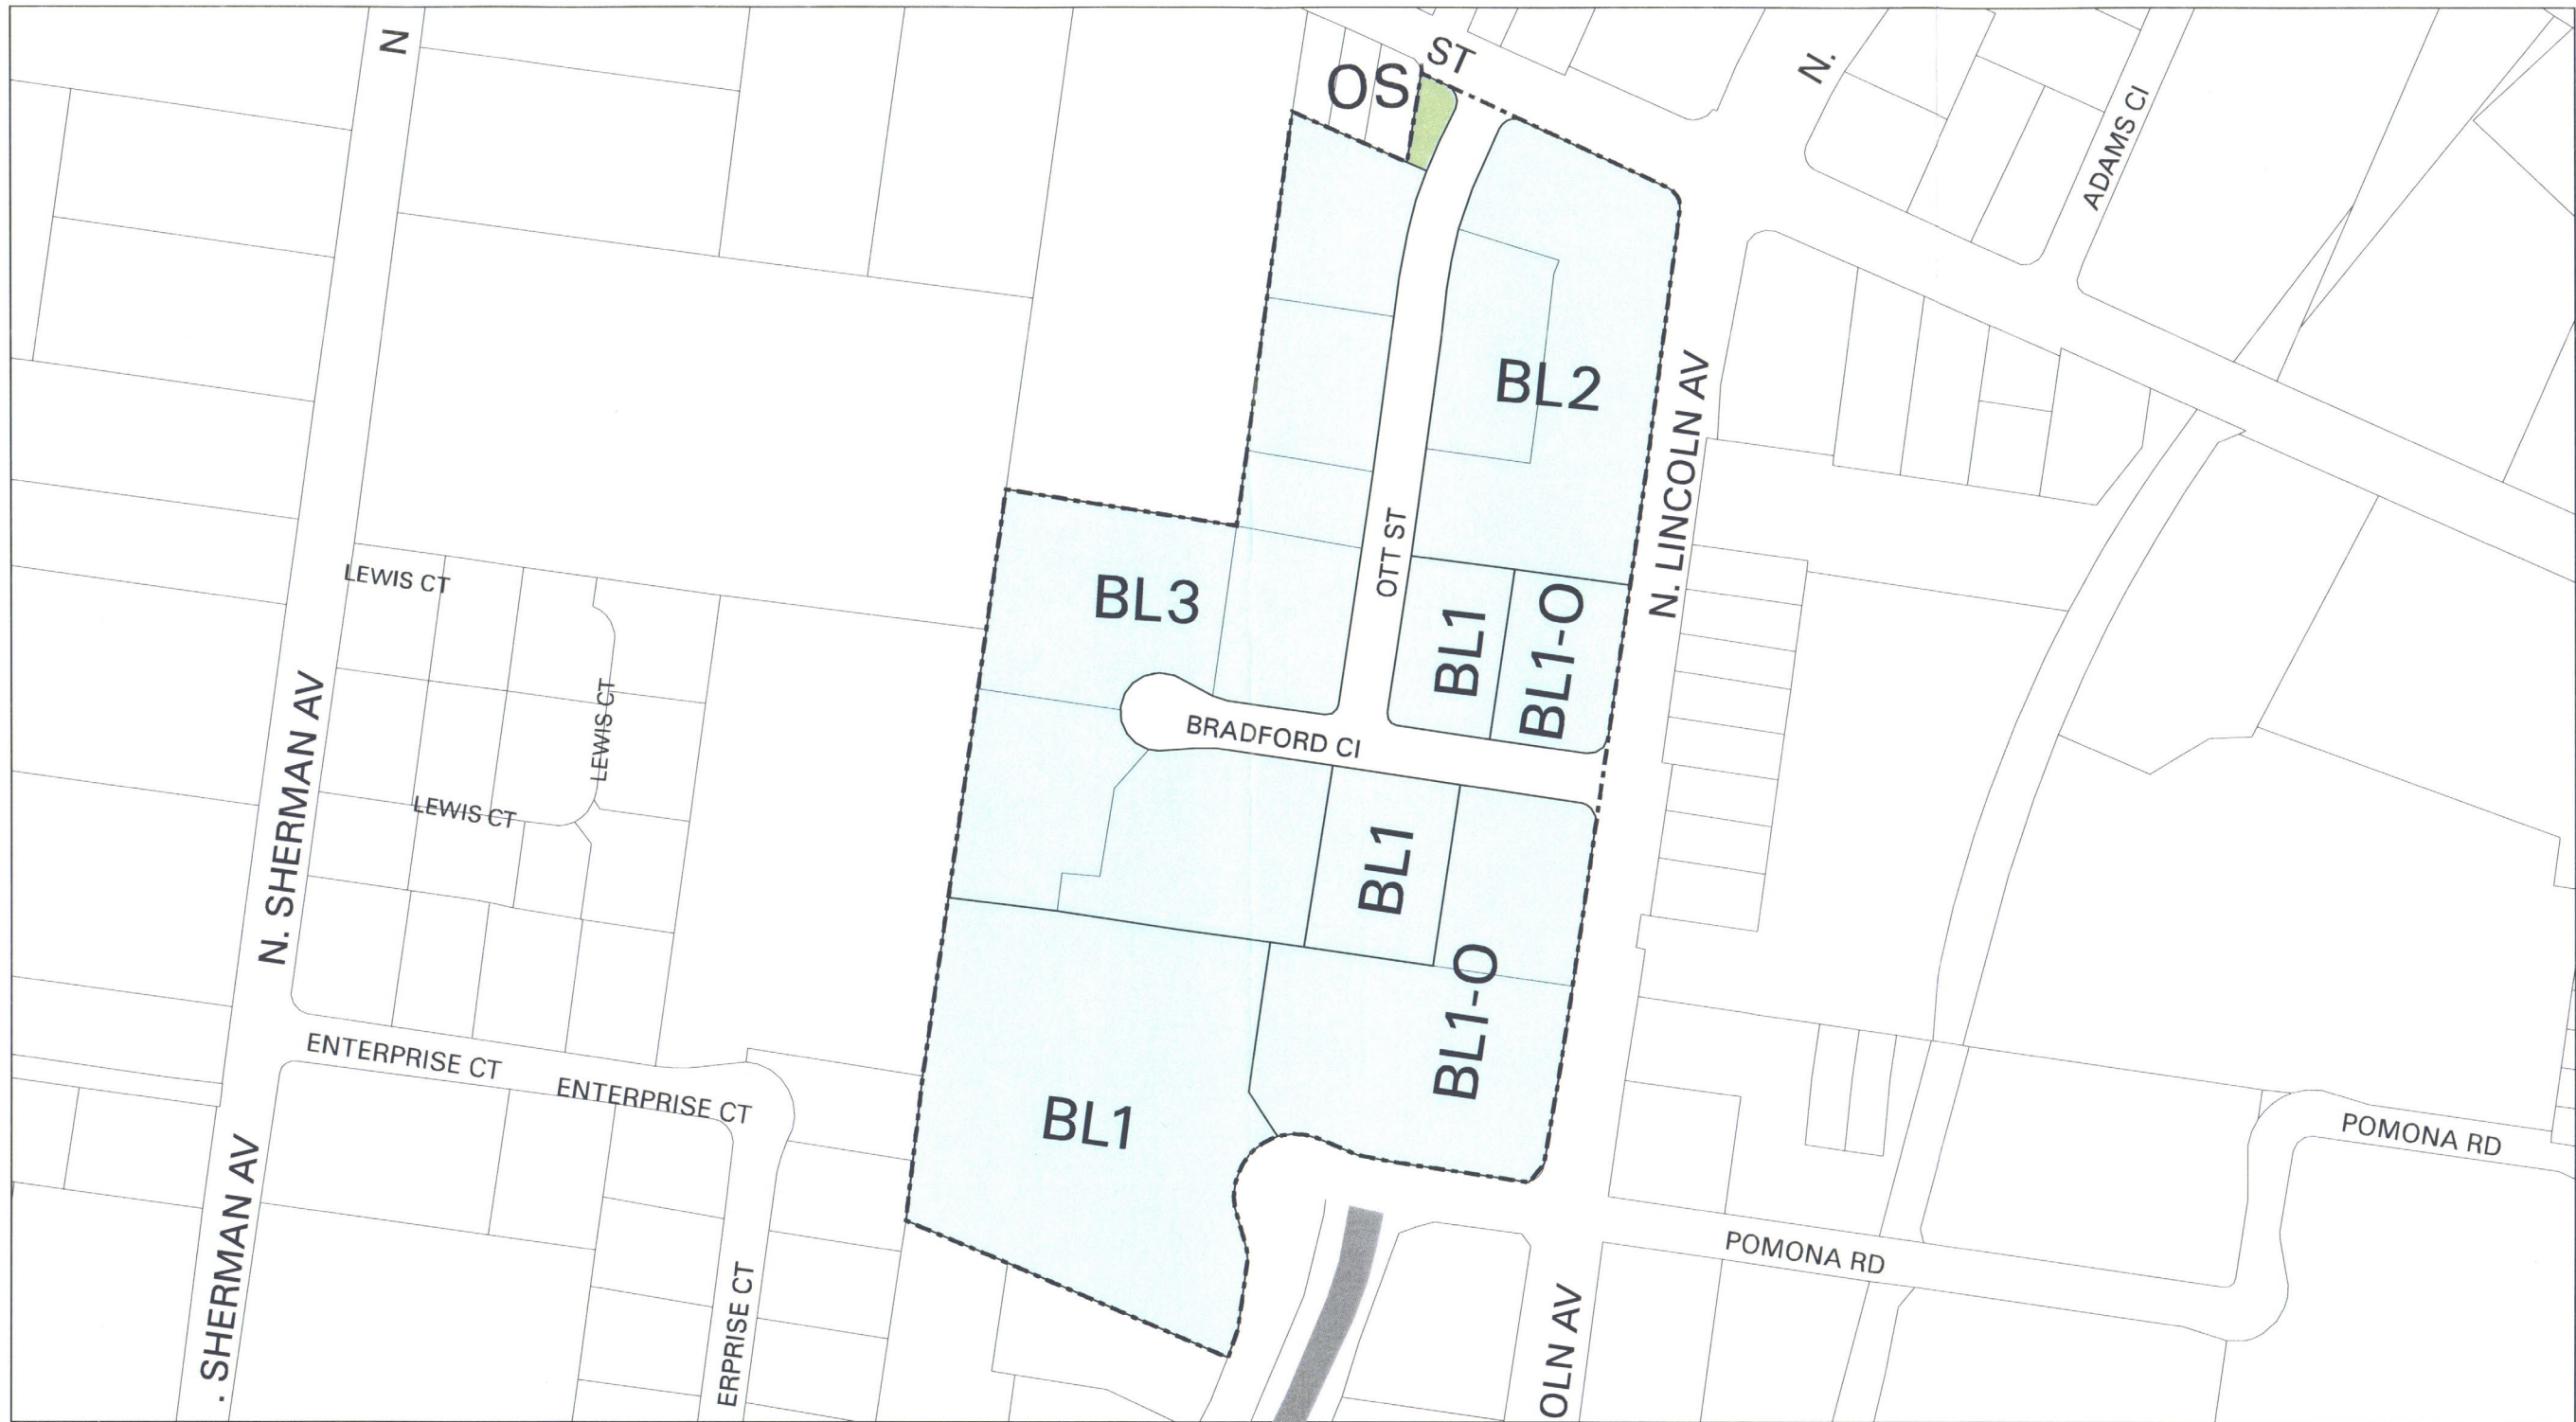 N
ST
N.
OS
ADAMS CI
BL2
N. LINCOLN AV
OTT ST
LEWIS CT
BL3
BL1
BL1-O
LEWIS CT
BRADFORD CI
N. SHERMAN AV
LEWIS CT
BL1
BL1-O
ENTERPRISE CT
ENTERPRISE CT
BL1
POMONA RD
. SHERMAN AV
POMONA RD
ERPRISE CT
OLN AV